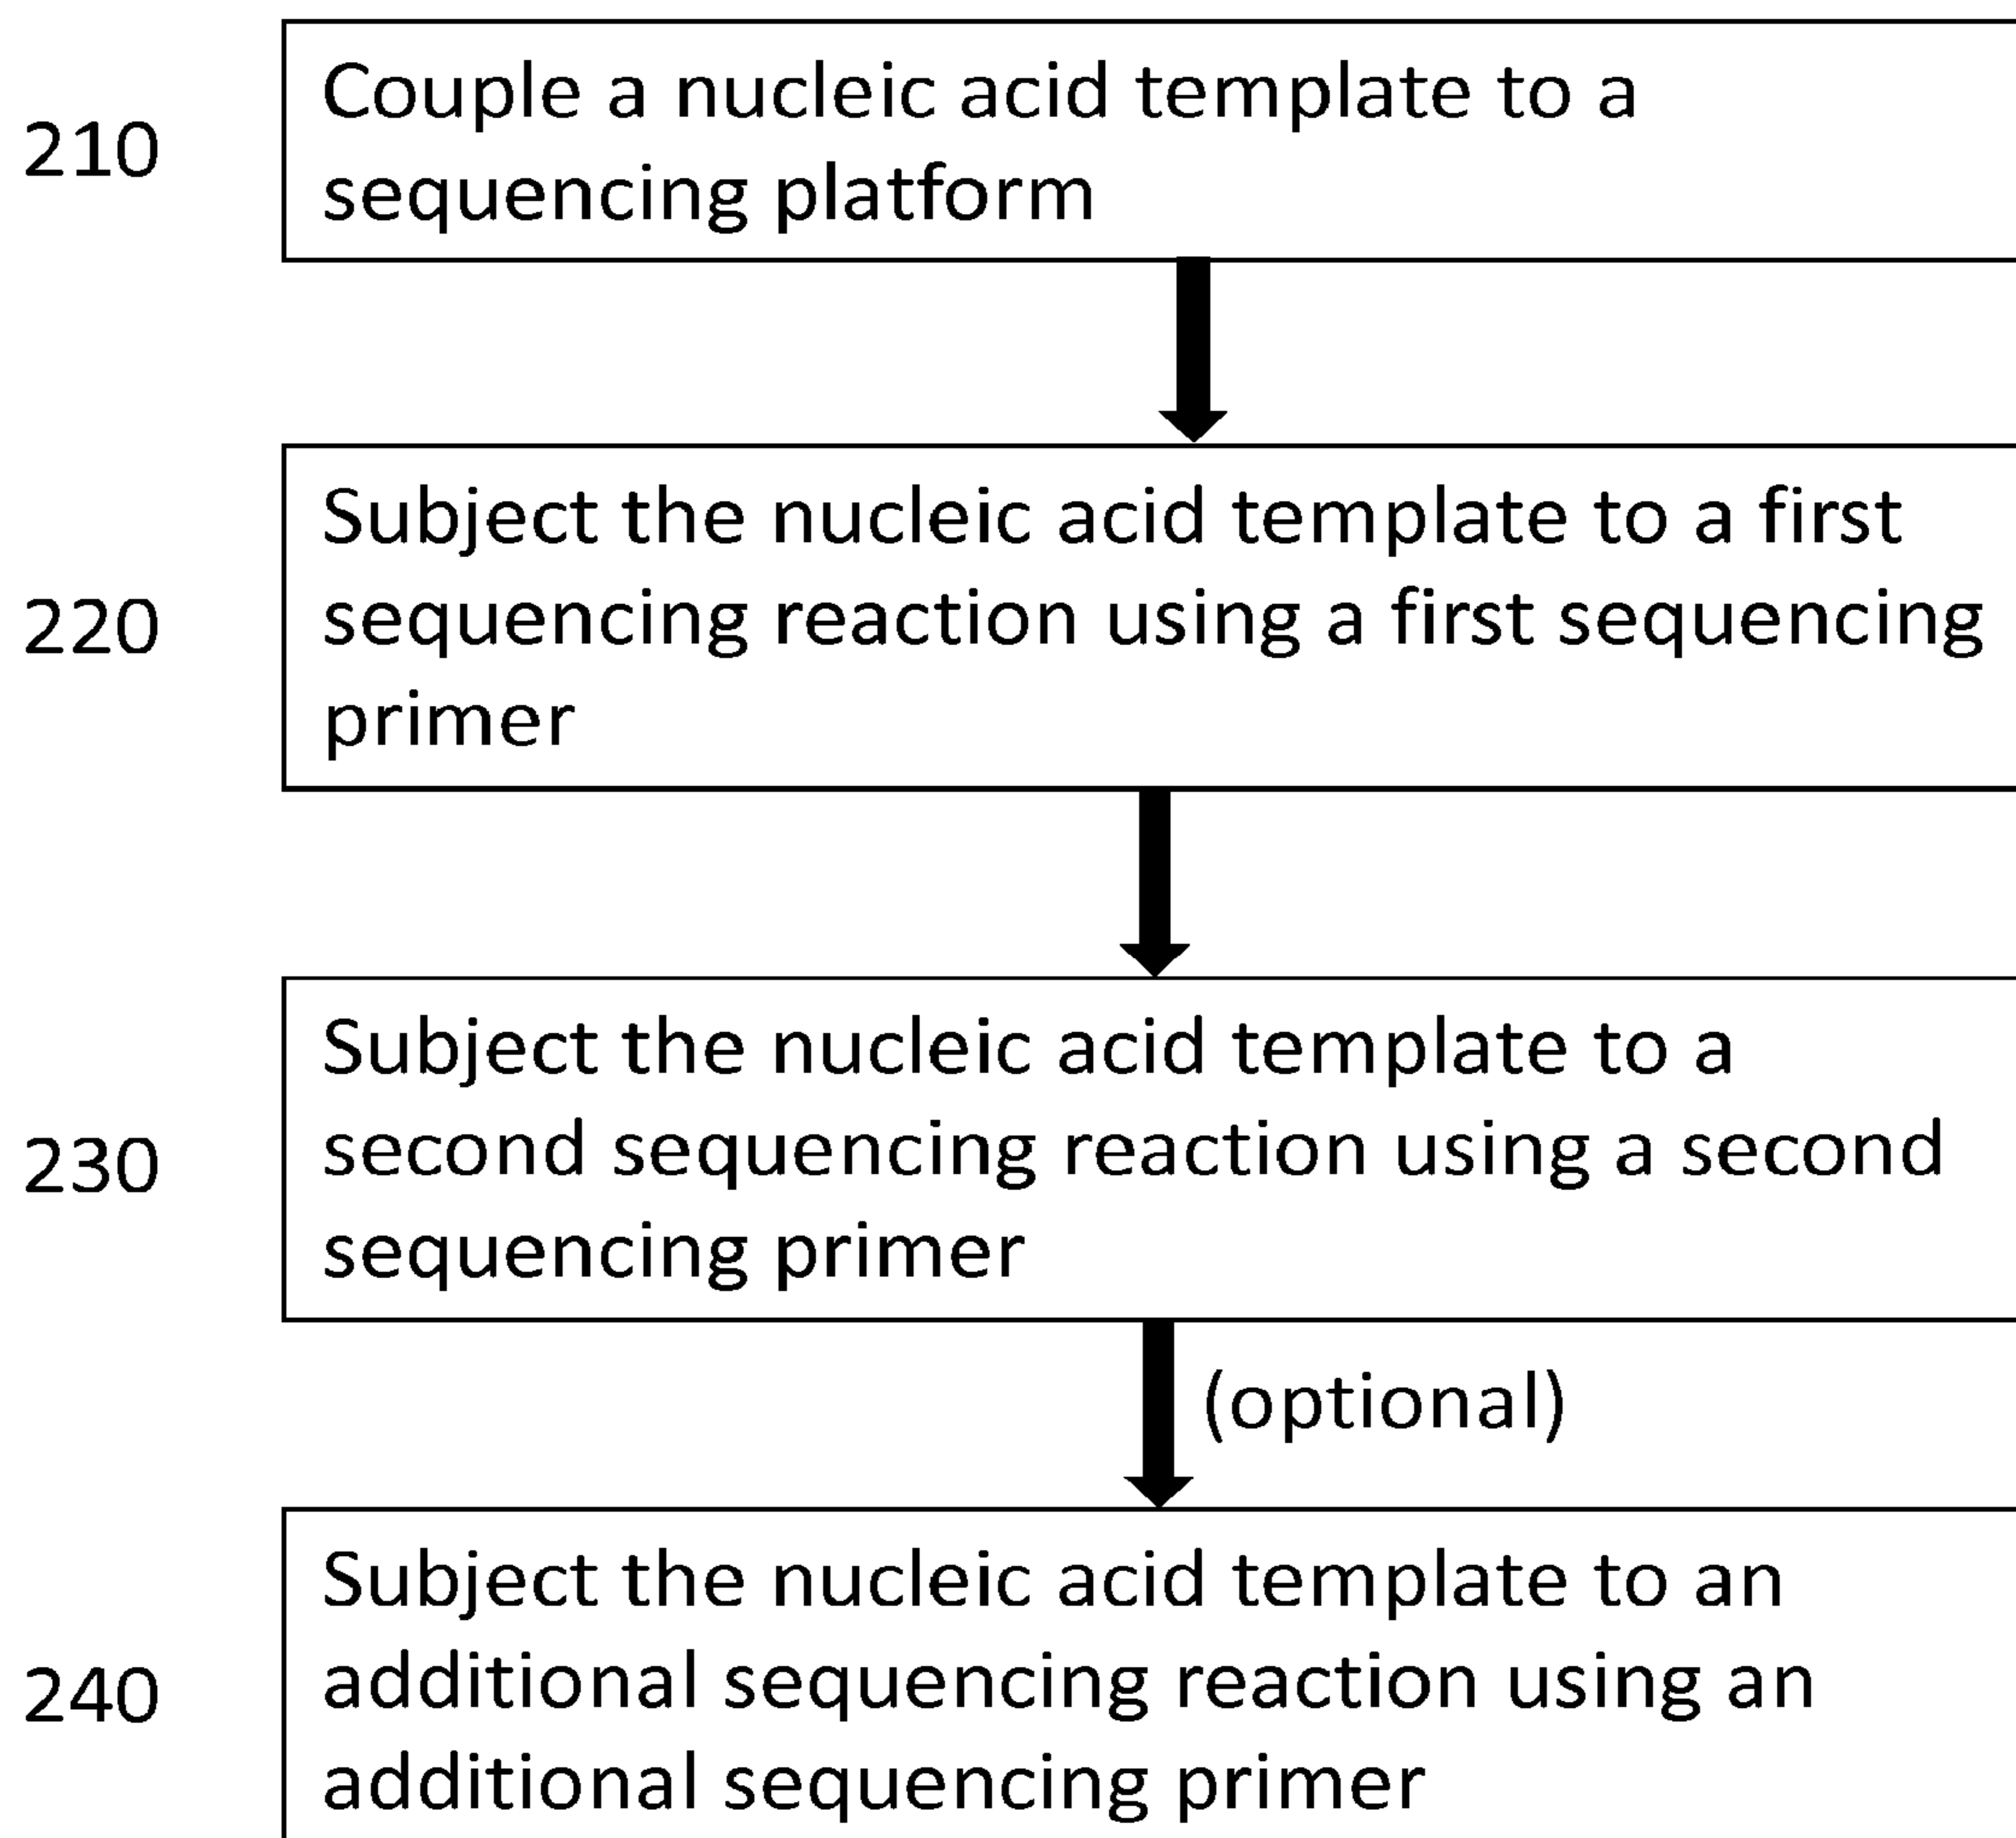 210
Couple a nucleic acid template to a
sequencing platform
220
Subject the nucleic acid template to a first
sequencing reaction using a first sequencing
primer
230
Subject the nucleic acid template to a
second sequencing reaction using a second
sequencing primer
(optional)
240
Subject the nucleic acid template to an
additional sequencing reaction using an
additional sequencing primer